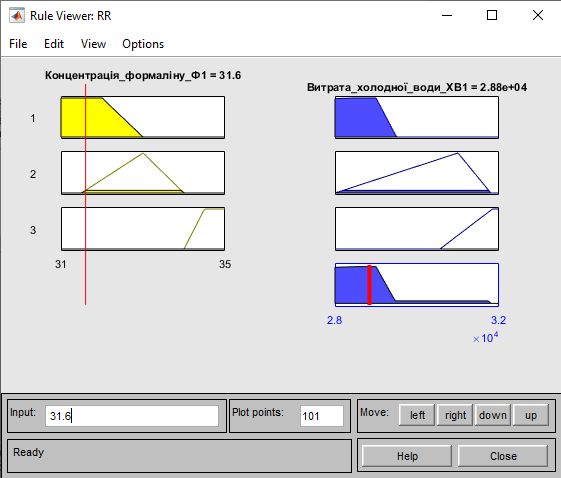 Rule Viewer: RR
File Edit View Options
Концентрація_формаліну_Ф1 = 31.6
Витрата_холодної_води_ХВ1 = 2.88e+04
1
2
3
31 35
2.8 3.2
×10⁴
Input: 31.6 Plot points: 101 Move: left right down up
Ready Help Close